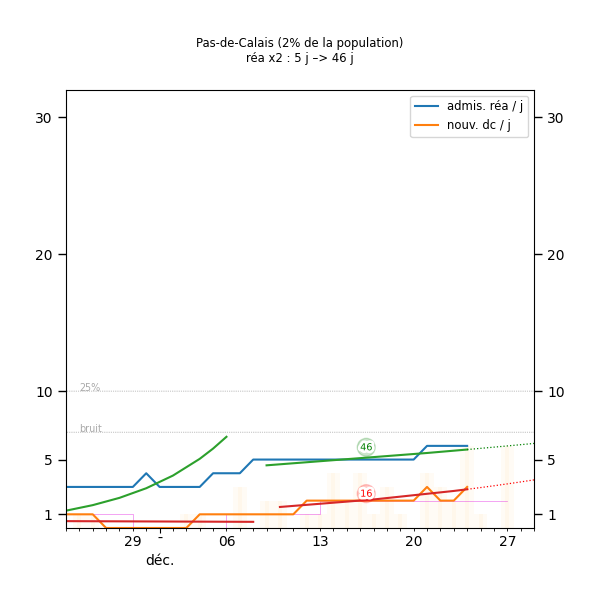 Pas-de-Calais (2% de la population)
réa x2 : 5 j –> 46 j
admis. réa / j
nouv. dc / j
30
30
20
20
25%
10
10
bruit
46
5
5
16
1
1
29 - 06 13 20 27
déc.